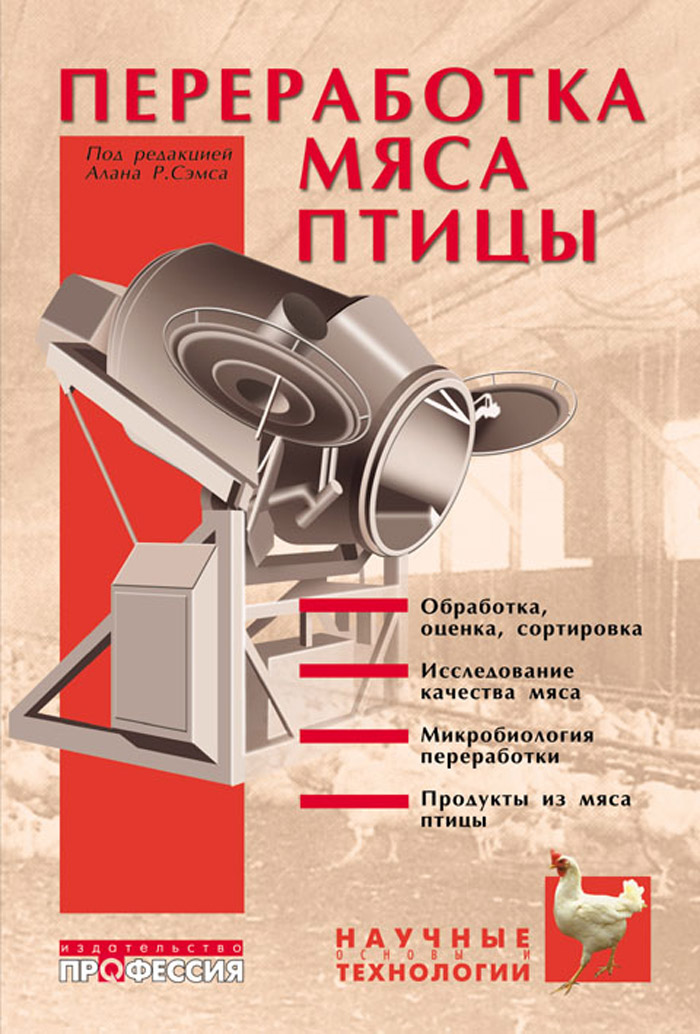 ПЕРЕРАБОТКА
МЯСА
ПТИЦЫ
Под редакцией
Алана Р.Сэмса
Обработка,
оценка, сортировка
Исследование
качества мяса
Микробиология
переработки
Продукты из мяса
птицы
издательство
ПРОФЕССИЯ
НАУЧНЫЕ
ОСНОВЫ И
ТЕХНОЛОГИИ